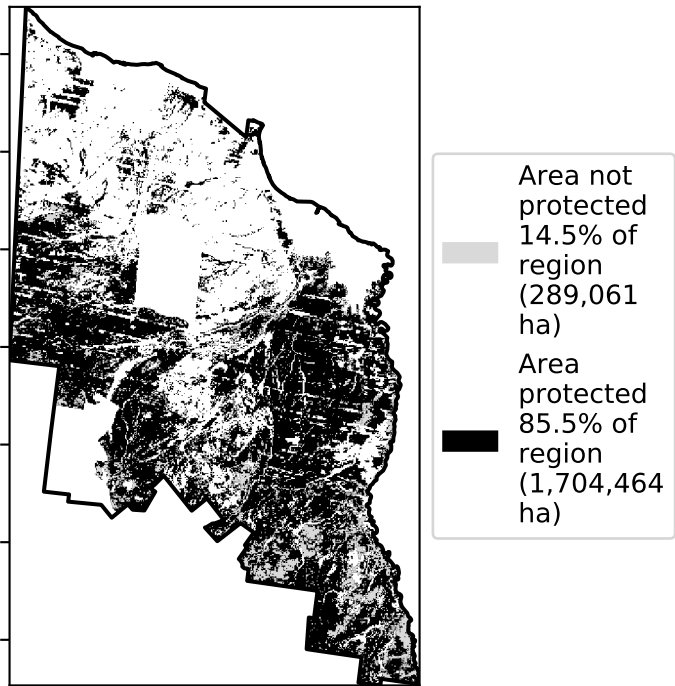 Area not
protected
14.5% of
region
(289,061
ha)
Area
protected
85.5% of
region
(1,704,464
ha)